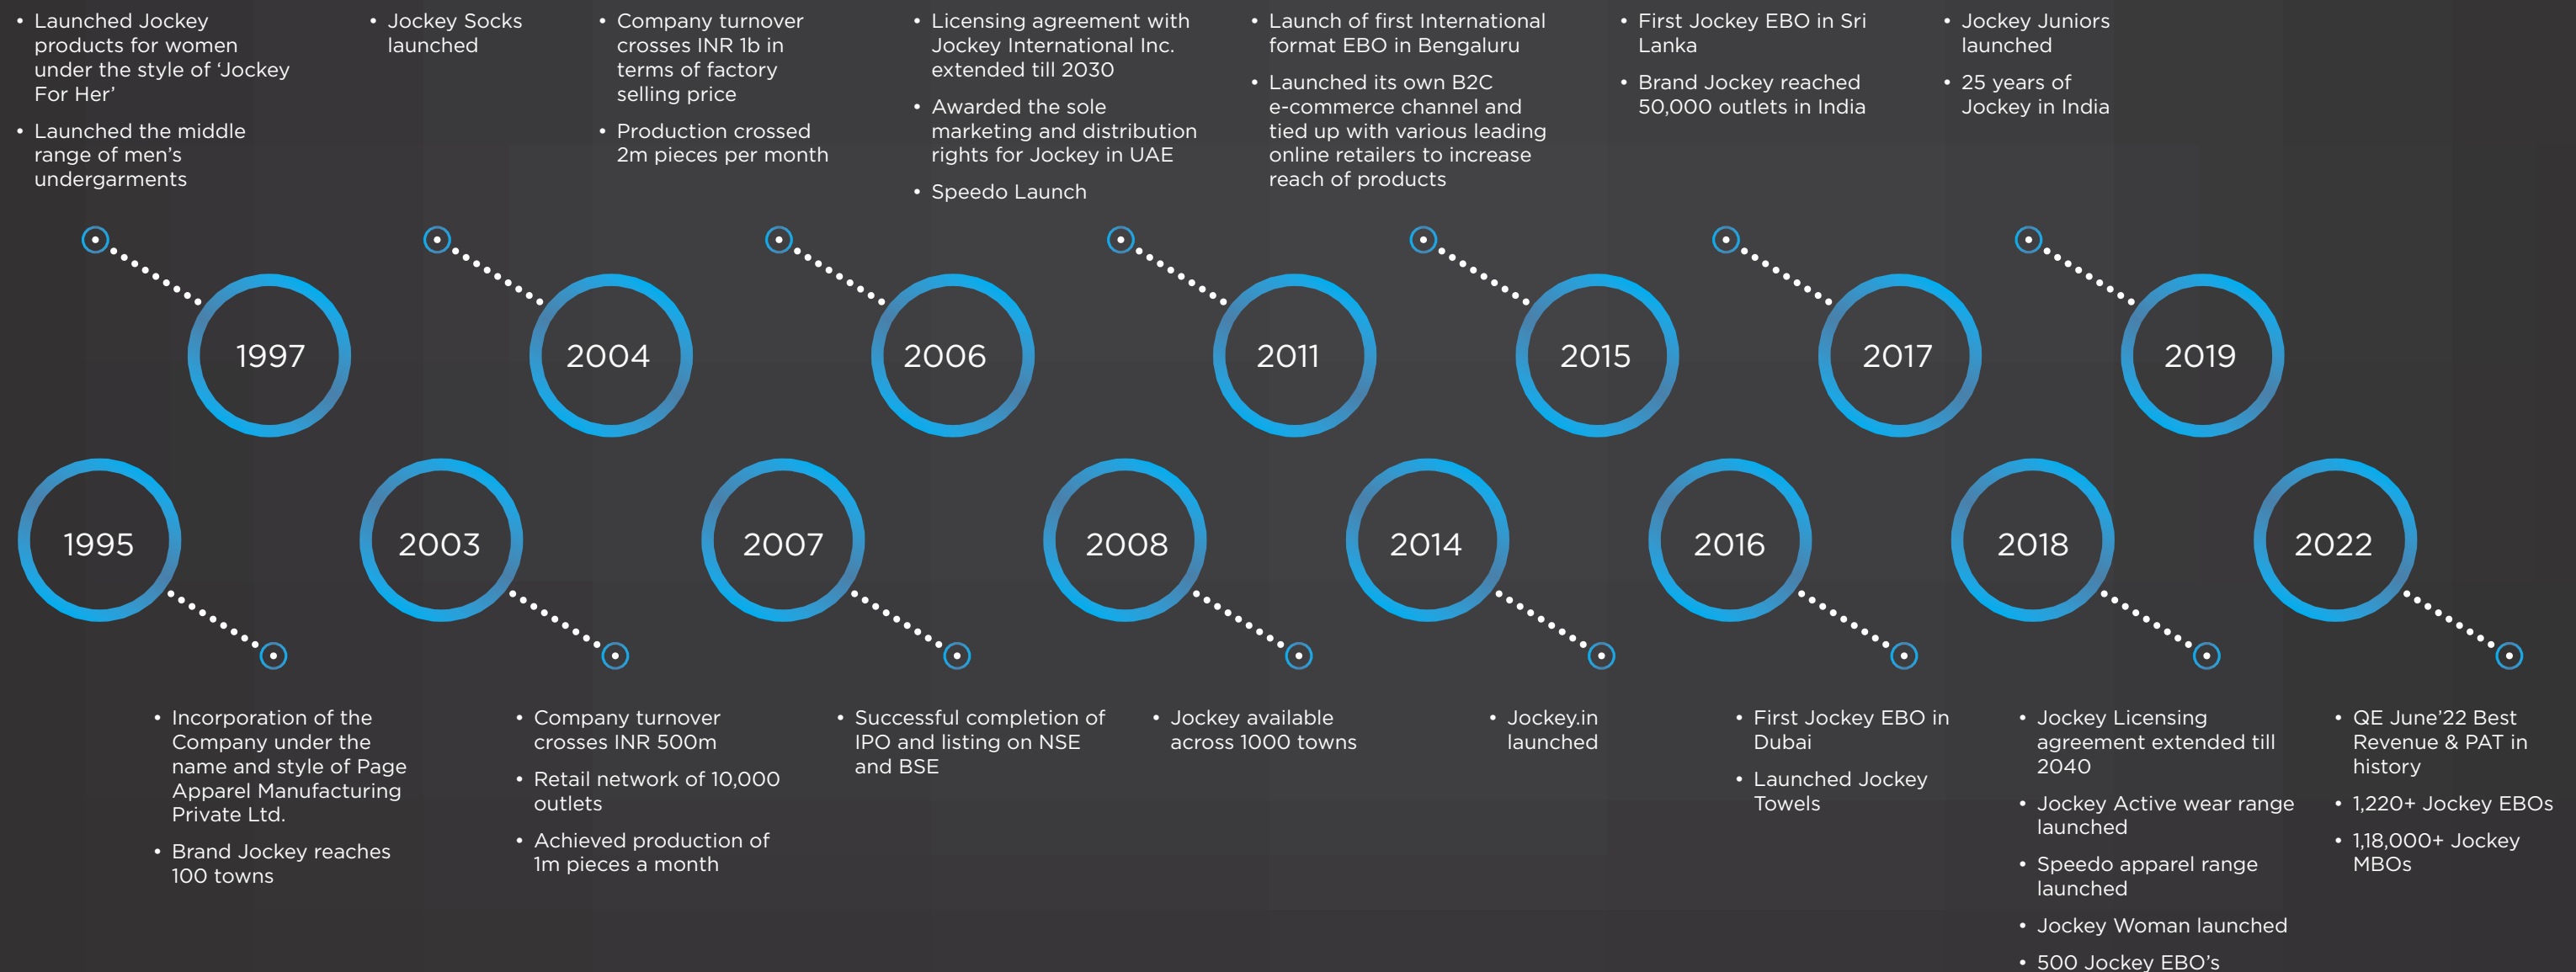 • Launched Jockey
products for women
under the style of ‘Jockey
For Her’
• Launched the middle
range of men’s
undergarments
• Jockey Socks
launched
• Company turnover
crosses INR 1b in
terms of factory
selling price
• Production crossed
2m pieces per month
• Licensing agreement with
Jockey International Inc.
extended till 2030
• Awarded the sole
marketing and distribution
rights for Jockey in UAE
• Speedo Launch
• Launch of first International
format EBO in Bengaluru
• Launched its own B2C
e-commerce channel and
tied up with various leading
online retailers to increase
reach of products
• First Jockey EBO in Sri
Lanka
• Brand Jockey reached
50,000 outlets in India
• Jockey Juniors
launched
• 25 years of
Jockey in India
1997
2004
2006
2011
2015
2017
2019
1995
2003
2007
2008
2014
2016
2018
2022
• Incorporation of the
Company under the
name and style of Page
Apparel Manufacturing
Private Ltd.
• Brand Jockey reaches
100 towns
• Company turnover
crosses INR 500m
• Retail network of 10,000
outlets
• Achieved production of
1m pieces a month
• Successful completion of
IPO and listing on NSE
and BSE
• Jockey available
across 1000 towns
• Jockey.in
launched
• First Jockey EBO in
Dubai
• Launched Jockey
Towels
• Jockey Licensing
agreement extended till
2040
• Jockey Active wear range
launched
• Speedo apparel range
launched
• Jockey Woman launched
• 500 Jockey EBO’s
• QE June’22 Best
Revenue & PAT in
history
• 1,220+ Jockey EBOs
• 1,18,000+ Jockey
MBOs